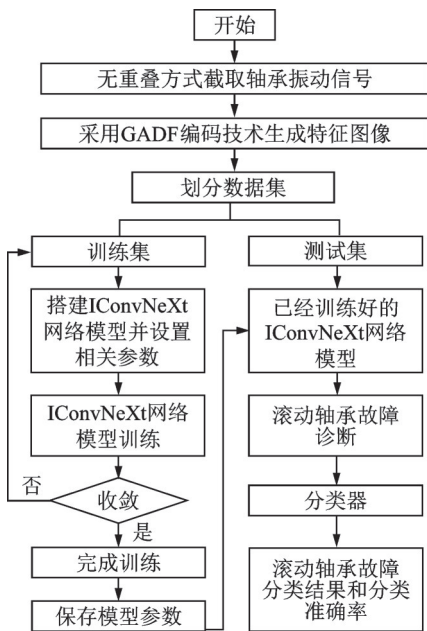 开始
无重叠方式截取轴承振动信号
采用GADF编码技术生成特征图像
划分数据集
训练集
搭建IConvNeXt
网络模型并设置
相关参数
IConvNeXt网络
模型训练
否
收敛
是
完成训练
保存模型参数
测试集
已经训练好的
IConvNeXt网络
模型
滚动轴承故障
诊断
分类器
滚动轴承故障
分类结果和分类
准确率